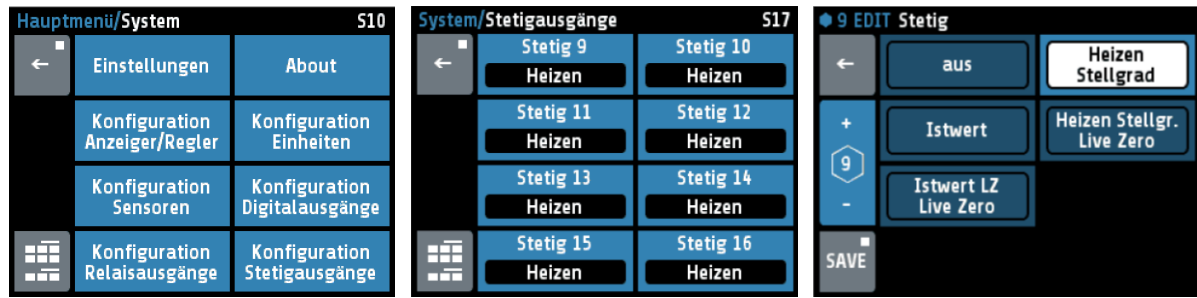 Hauptmenü/System S10
←
Einstellungen
About
Konfiguration
Anzeiger/Regler
Konfiguration
Einheiten
Konfiguration
Sensoren
Konfiguration
Digitalausgänge
Konfiguration
Relaisausgänge
Konfiguration
Stetigausgänge
System/Stetigausgänge S17
←
Stetig 9
Heizen
Stetig 10
Heizen
Stetig 11
Heizen
Stetig 12
Heizen
Stetig 13
Heizen
Stetig 14
Heizen
Stetig 15
Heizen
Stetig 16
Heizen
9 EDIT Stetig
←
aus
Heizen
Stellgrad
+
9
-
Istwert
Heizen Stellgr.
Live Zero
Istwert LZ
Live Zero
SAVE